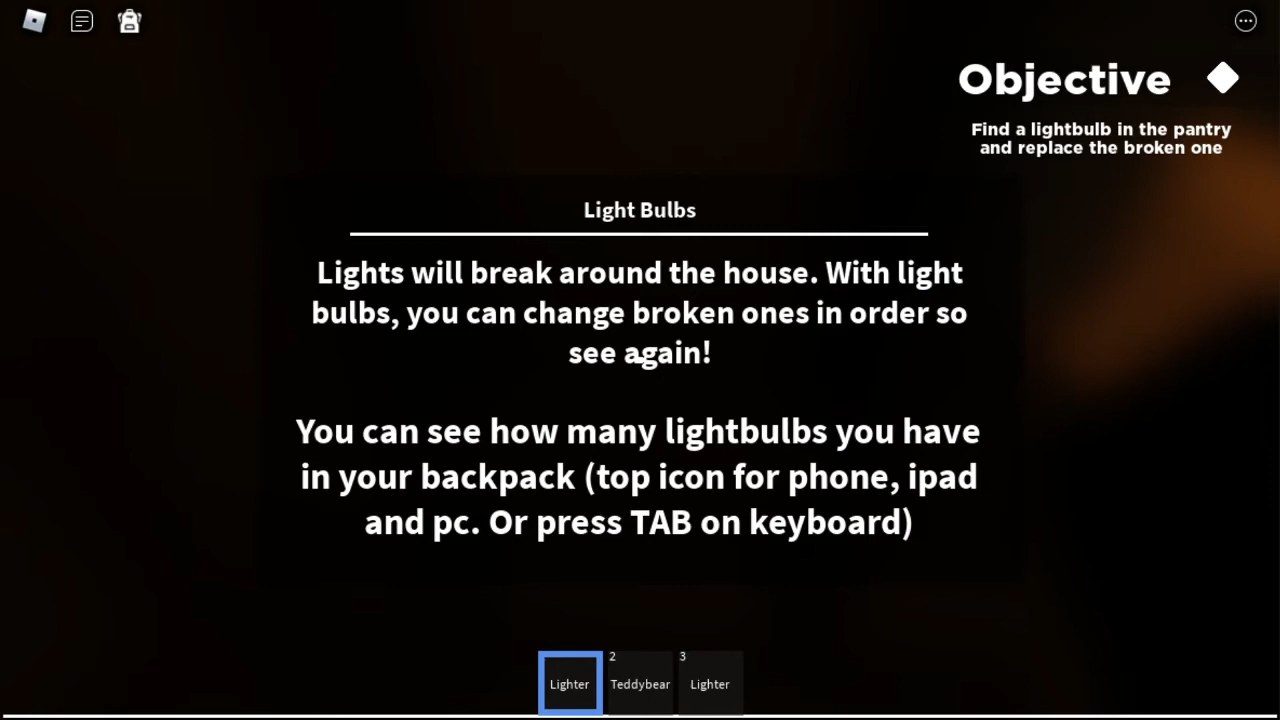 Objective
Find a lightbulb in the pantry
and replace the broken one
Light Bulbs
Lights will break around the house. With light
bulbs, you can change broken ones in order so
see again!
You can see how many lightbulbs you have
in your backpack (top icon for phone, ipad
and pc. Or press TAB on keyboard)
Lighter
2
Teddybear
3
Lighter